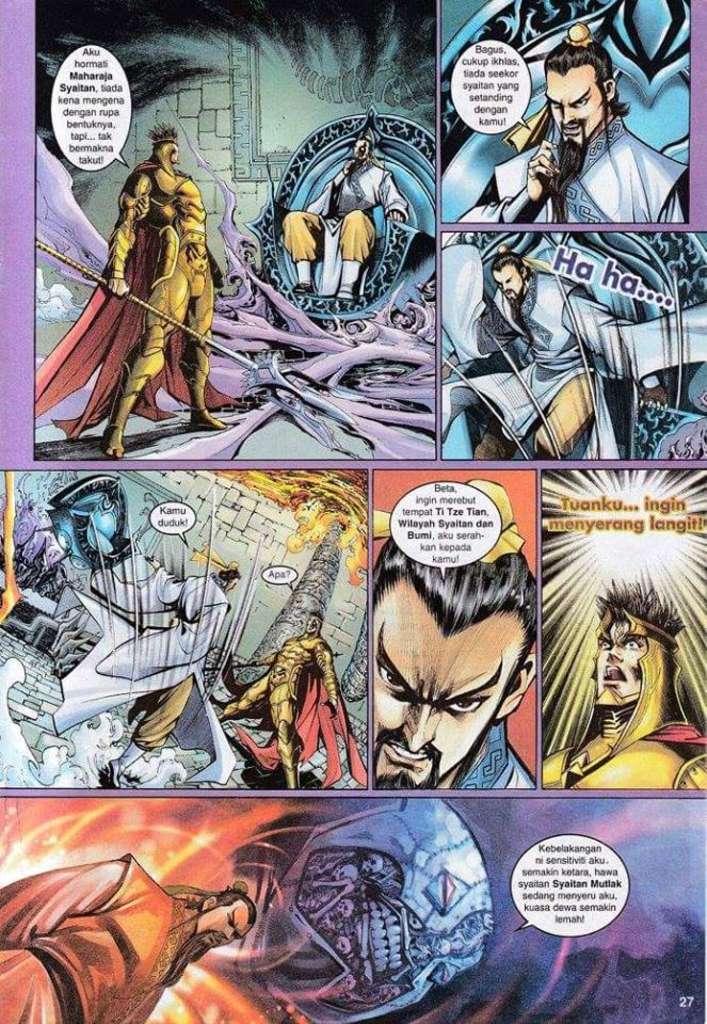 Aku
hormati
Maharaja
Syaitan, tiada
kena mengena
dengan rupa
bentuknya,
tapi... tak
bermakna
takut!
Bagus,
cukup ikhlas,
tiada seekor
syaitan yang
setanding
dengan
kamu!
Ha ha....
Kamu
duduk!
Apa?
Beta,
ingin merebut
tempat Ti Tze Tian,
Wilayah Syaitan dan
Bumi, aku serah-
kan kepada
kamu!
Tuanku... ingin
menyerang langit!
Kebelakangan
ni sensitiviti aku
semakin ketara, hawa
syaitan Syaitan Mutlak
sedang menyeru aku,
kuasa dewa semakin
lemah!
27